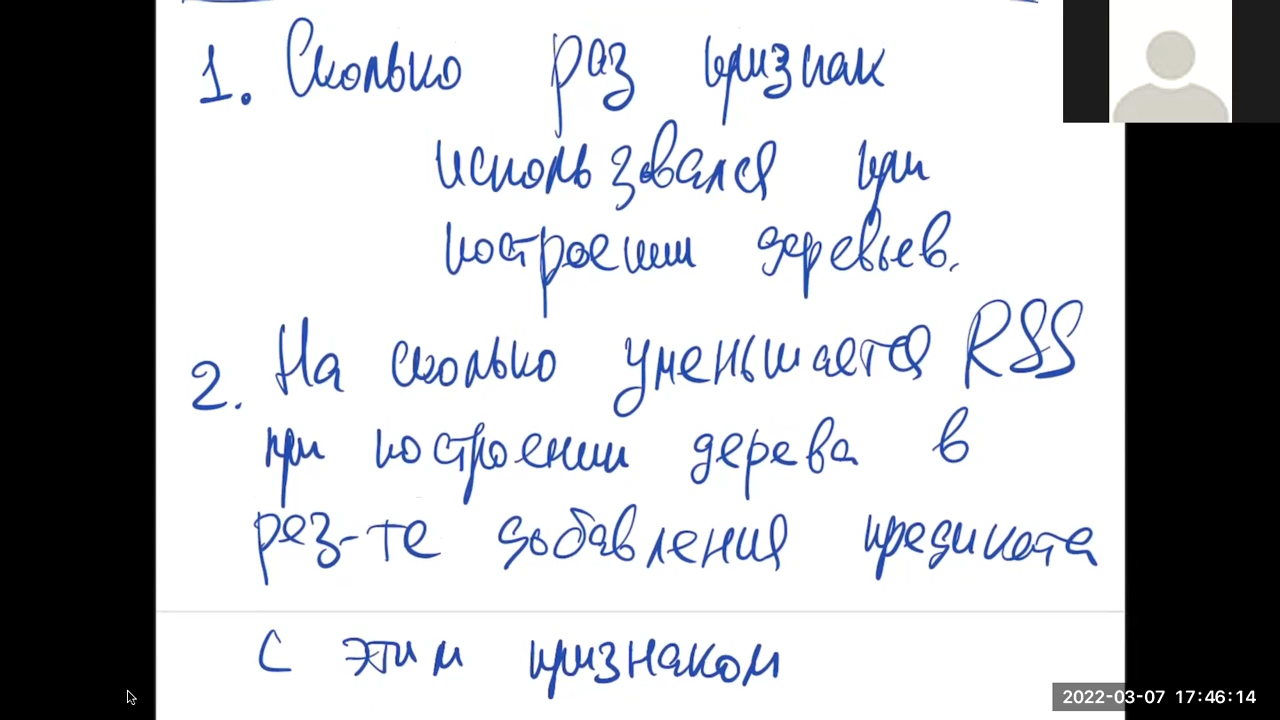 1. Сколько раз признак
использовался при
построении деревьев.
2. На сколько уменьшается RSS
при построении дерева в
рез-те добавления предиката
с этим признаком
2022-03-07 17:46:14